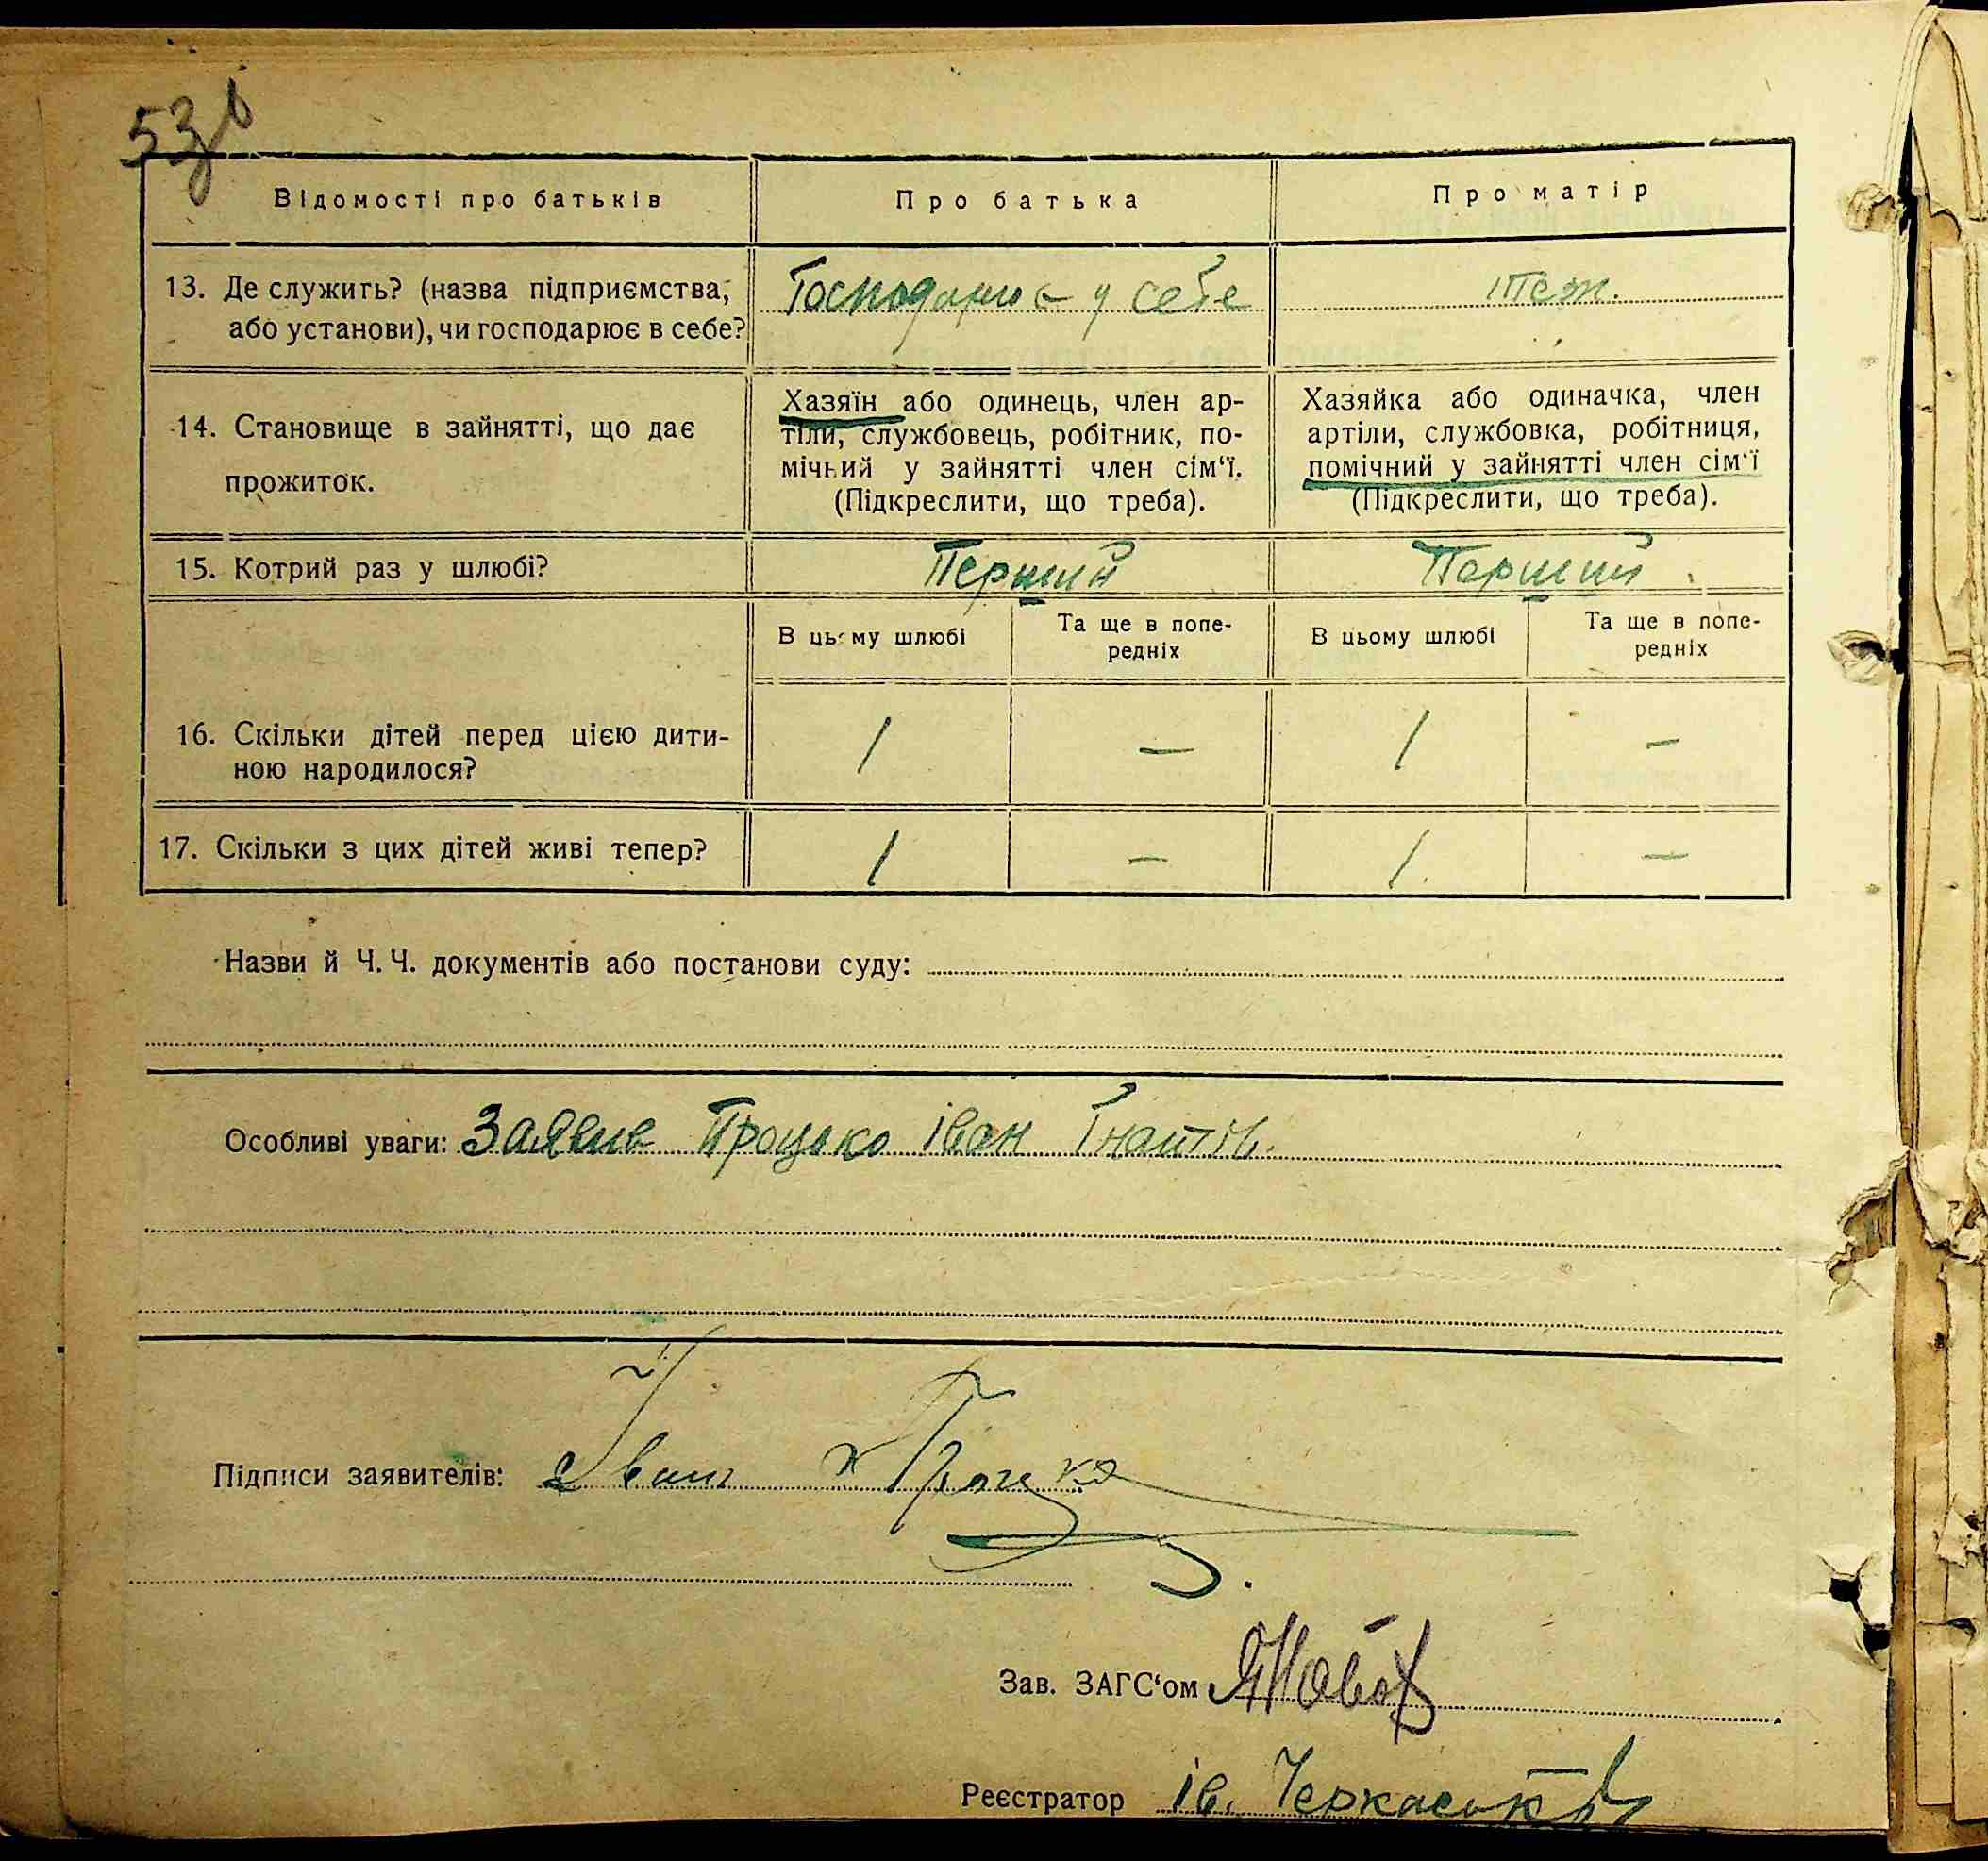 53
Відомості про батьків
Про батька
Про матір
13. Де служить? (назва підприємства,
або установи), чи господарює в себе?
Господарює у себе
теж.
14. Становище в зайнятті, що дає
прожиток.
Хазяїн або одинець, член ар-
тіли, службовець, робітник, по-
мічний у зайнятті член сім‘ї.
(Підкреслити, що треба).
Хазяйка або одиначка, член
артіли, службовка, робітниця,
помічний у зайнятті член сім‘ї
(Підкреслити, що треба).
15. Котрий раз у шлюбі?
Перший
Перший
В цьому шлюбі
Та ще в попе-
редніх
В цьому шлюбі
Та ще в попе-
редніх
16. Скільки дітей перед цією дити-
ною народилося?
1 — 1 —
17. Скільки з цих дітей живі тепер?
1 — 1 —
Назви й Ч. Ч. документів або постанови суду:
Особливі уваги: Заявив Процько Іван Гнатів.
Підписи заявителів: Іван
Зав. ЗАГС‘ом
Реєстратор Ів.